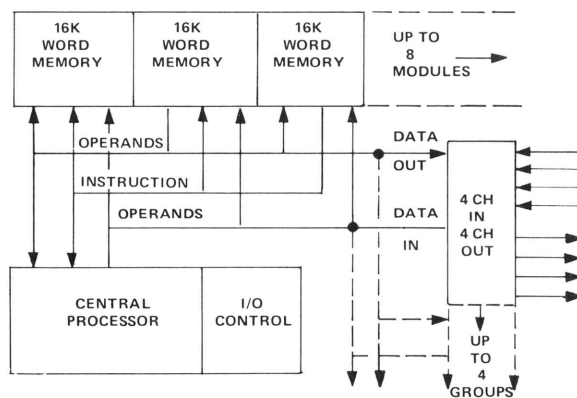 16K
WORD
MEMORY
16K
WORD
MEMORY
16K
WORD
MEMORY
UP TO
8
MODULES
OPERANDS
INSTRUCTION
OPERANDS
DATA
OUT
DATA
IN
4 CH
IN
4 CH
OUT
CENTRAL
PROCESSOR
I/O
CONTROL
UP
TO
4
GROUPS